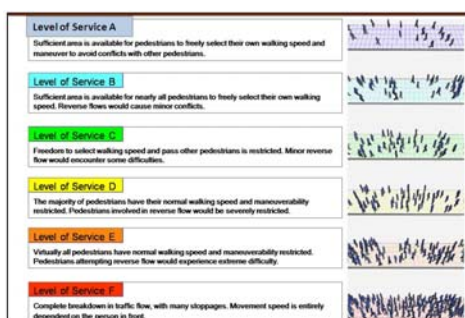 Level of Service A
Sufficient area is available for pedestrians to freely select their own walking speed and
maneuver to avoid conflicts with other pedestrians.
Level of Service B
Sufficient area is available for nearly all pedestrians to freely select their own walking
speed. Reverse flows would cause minor conflicts.
Level of Service C
Freedom to select walking speed and pass other pedestrians is restricted. Minor reverse
flow would encounter some difficulties.
Level of Service D
The majority of pedestrians have their normal walking speed and maneuverability
restricted. Pedestrians involved in reverse flow would be severely restricted.
Level of Service E
Virtually all pedestrians have normal walking speed and maneuverability restricted.
Pedestrians attempting reverse flow would experience extreme difficulty.
Level of Service F
Complete breakdown in traffic flow, with many stoppages. Movement speed is entirely
dependent on the person in front.